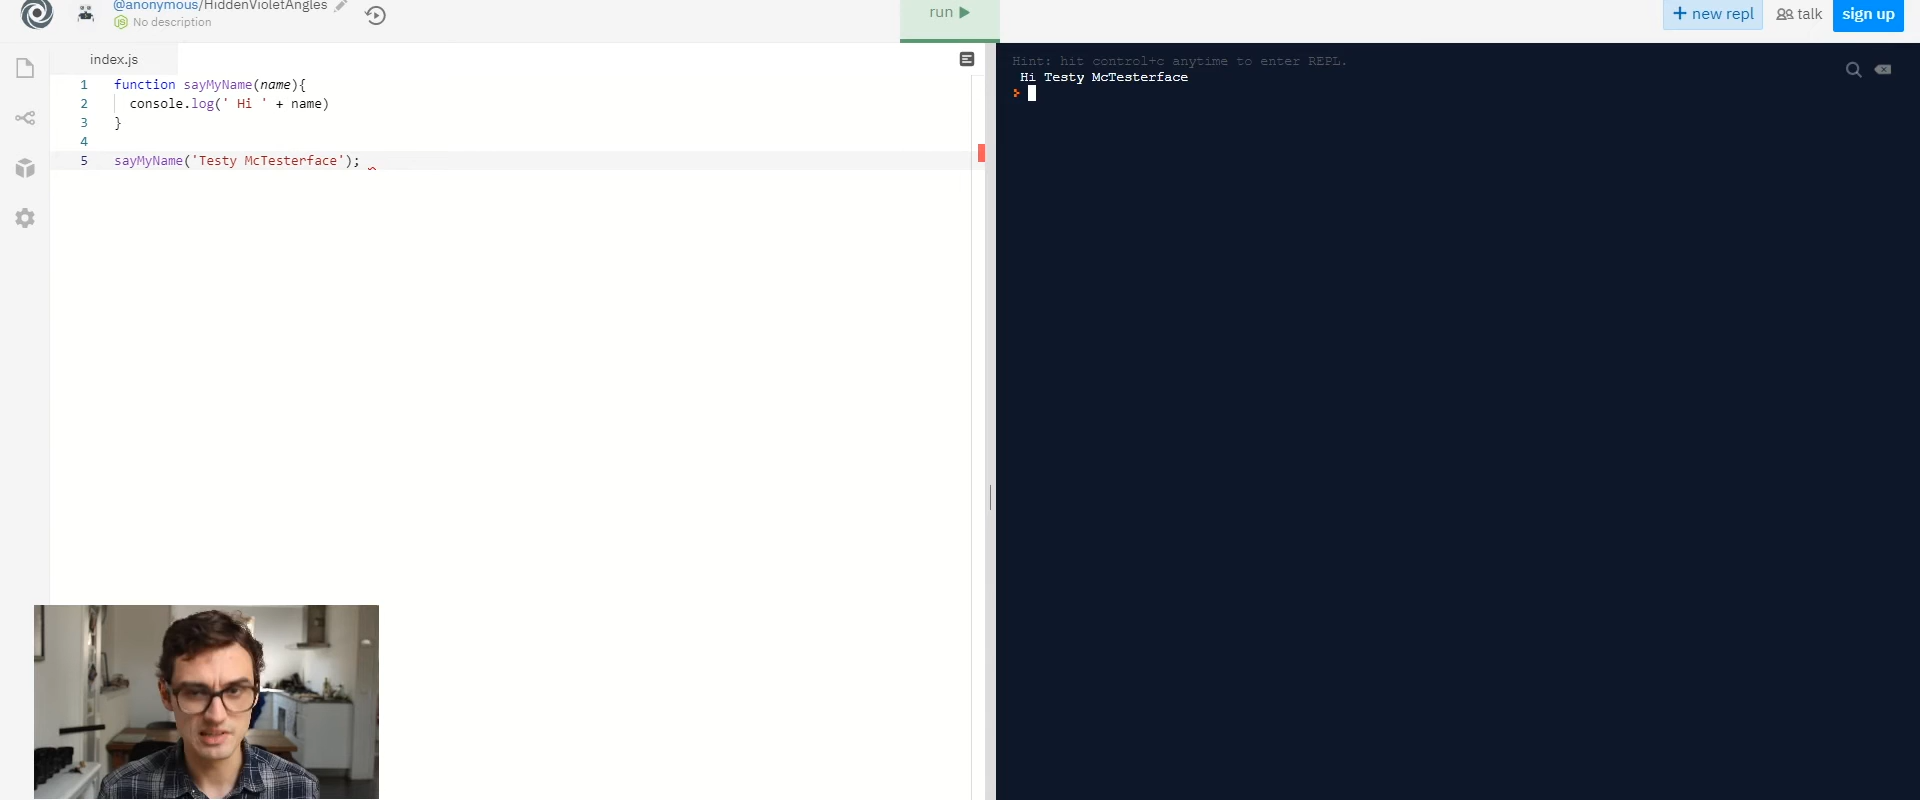 @anonymous/HiddenVioletAngles
No description
run
+ new repl
talk
sign up
index.js
1 function sayMyName(name){
2 console.log(' Hi ' + name)
3 }
4
5 sayMyName('Testy McTesterface');
Hint: hit control+c anytime to enter REPL.
Hi Testy McTesterface
>